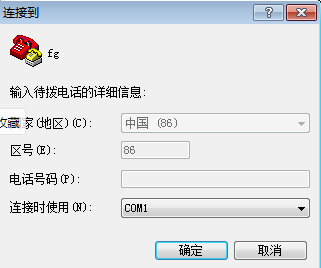 连接到
fg
输入待拨电话的详细信息:
收藏
家(地区)(C):
中国 (86)
区号(E):
86
电话号码(P):
连接时使用(N):
COM1
确定
取消